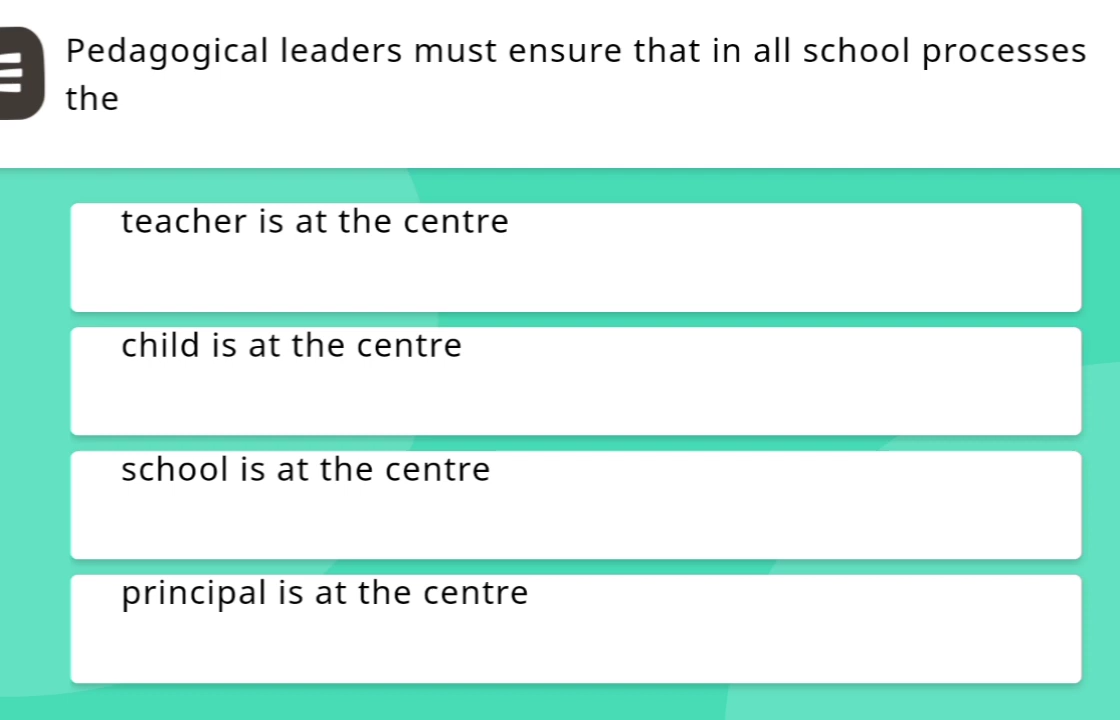 Pedagogical leaders must ensure that in all school processes
the
teacher is at the centre
child is at the centre
school is at the centre
principal is at the centre